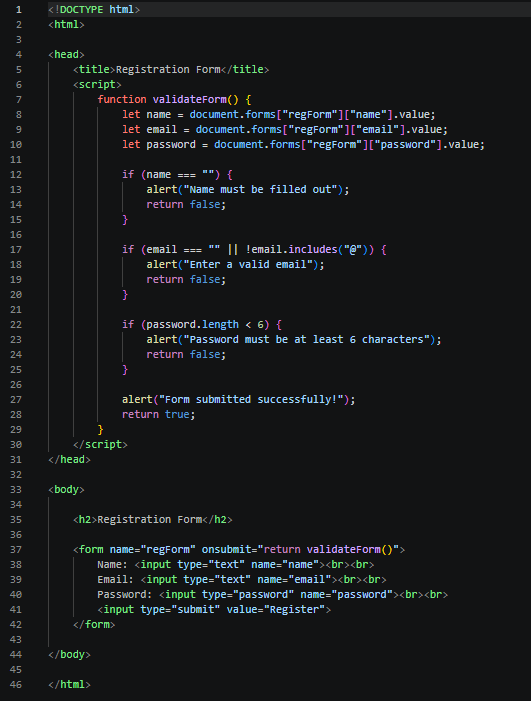 1 <!DOCTYPE html>
2 <html>
3
4 <head>
5     <title>Registration Form</title>
6     <script>
7         function validateForm() {
8             let name = document.forms["regForm"]["name"].value;
9             let email = document.forms["regForm"]["email"].value;
10             let password = document.forms["regForm"]["password"].value;
11
12             if (name === "") {
13                 alert("Name must be filled out");
14                 return false;
15             }
16
17             if (email === "" || !email.includes("@")) {
18                 alert("Enter a valid email");
19                 return false;
20             }
21
22             if (password.length < 6) {
23                 alert("Password must be at least 6 characters");
24                 return false;
25             }
26
27             alert("Form submitted successfully!");
28             return true;
29         }
30     </script>
31 </head>
32
33 <body>
34
35     <h2>Registration Form</h2>
36
37     <form name="regForm" onsubmit="return validateForm()">
38         Name: <input type="text" name="name"><br><br>
39         Email: <input type="text" name="email"><br><br>
40         Password: <input type="password" name="password"><br><br>
41         <input type="submit" value="Register">
42     </form>
43
44 </body>
45
46 </html>